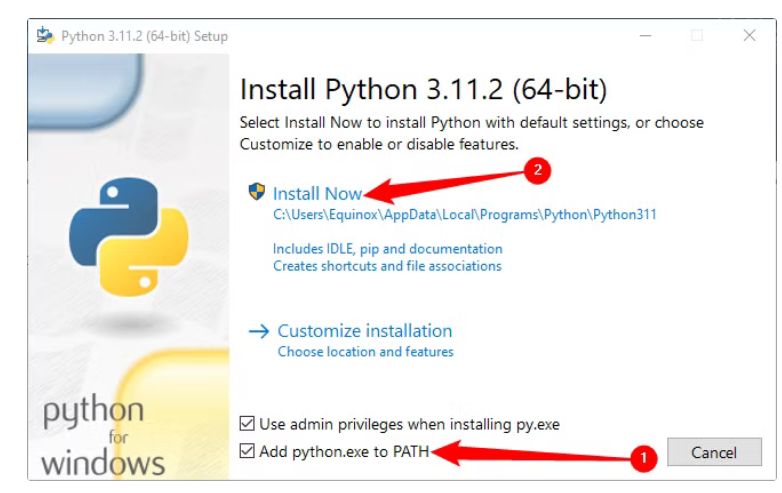 Python 3.11.2 (64-bit) Setup
Install Python 3.11.2 (64-bit)
Select Install Now to install Python with default settings, or choose
Customize to enable or disable features.
2
Install Now
C:\Users\Equinox\AppData\Local\Programs\Python\Python311
Includes IDLE, pip and documentation
Creates shortcuts and file associations
Customize installation
Choose location and features
python
for
windows
Use admin privileges when installing py.exe
Add python.exe to PATH
1
Cancel